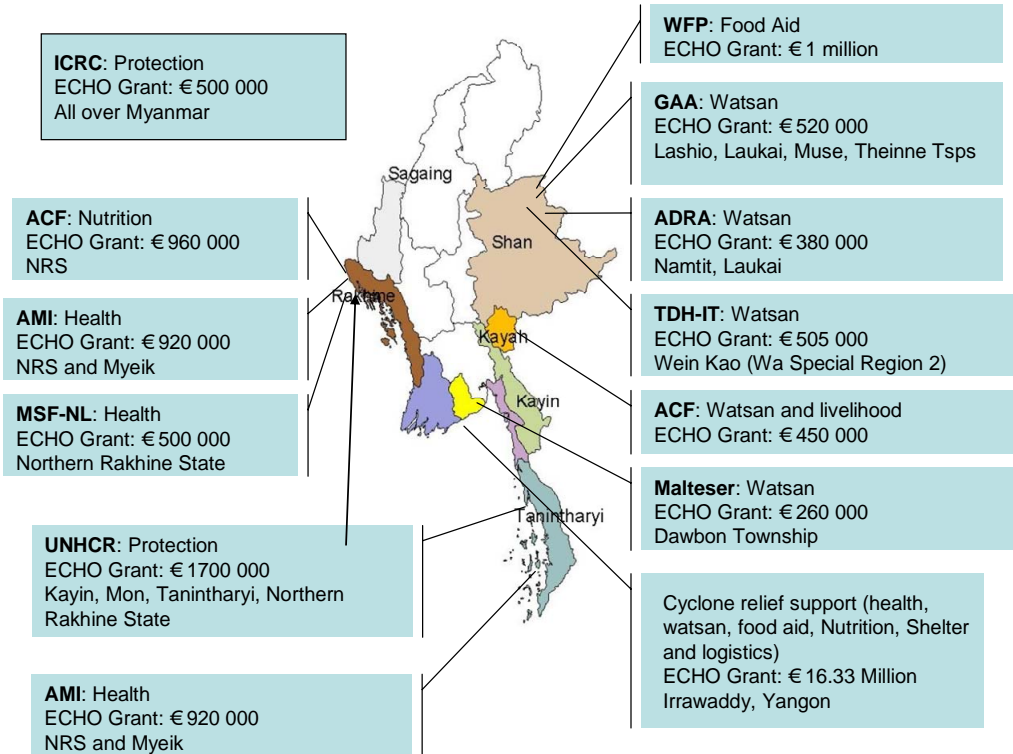 ICRC: Protection
ECHO Grant: € 500 000
All over Myanmar
ACF: Nutrition
ECHO Grant: € 960 000
NRS
AMI: Health
ECHO Grant: € 920 000
NRS and Myeik
MSF-NL: Health
ECHO Grant: € 500 000
Northern Rakhine State
UNHCR: Protection
ECHO Grant: € 1700 000
Kayin, Mon, Tanintharyi, Northern
Rakhine State
AMI: Health
ECHO Grant: € 920 000
NRS and Myeik
Sagaing
Shan
Rakhine
Kayah
Kayin
Tanintharyi
WFP: Food Aid
ECHO Grant: € 1 million
GAA: Watsan
ECHO Grant: € 520 000
Lashio, Laukai, Muse, Theinne Tsps
ADRA: Watsan
ECHO Grant: € 380 000
Namtit, Laukai
TDH-IT: Watsan
ECHO Grant: € 505 000
Wein Kao (Wa Special Region 2)
ACF: Watsan and livelihood
ECHO Grant: € 450 000
Malteser: Watsan
ECHO Grant: € 260 000
Dawbon Township
Cyclone relief support (health,
watsan, food aid, Nutrition, Shelter
and logistics)
ECHO Grant: € 16.33 Million
Irrawaddy, Yangon